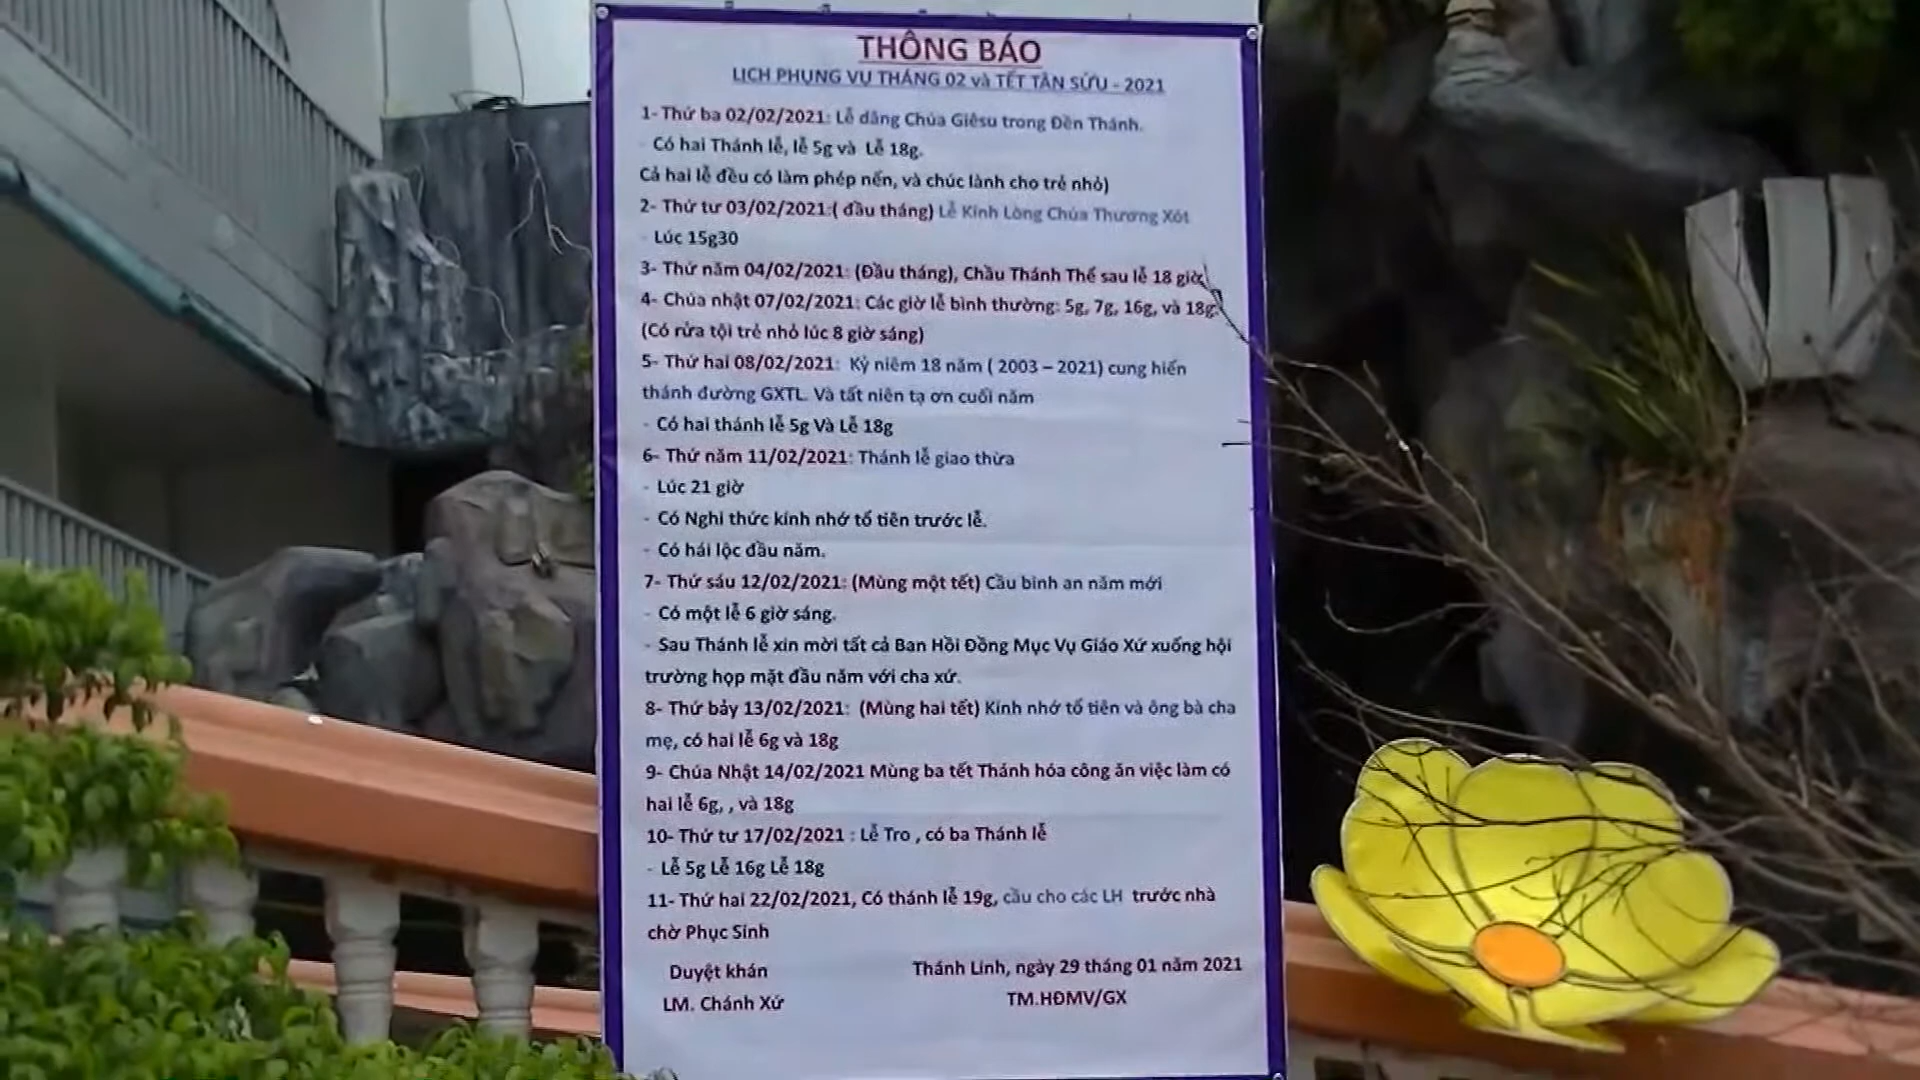 THÔNG BÁO
LỊCH PHỤNG VỤ THÁNG 02 và TẾT TÂN SỬU - 2021
1- Thứ ba 02/02/2021: Lễ dâng Chúa Giêsu trong Đền Thánh.
- Có hai Thánh lễ, lễ 5g và Lễ 18g.
Cả hai lễ đều có làm phép nến, và chúc lành cho trẻ nhỏ)
2- Thứ tư 03/02/2021:( đầu tháng) Lễ Kính Lòng Chúa Thương Xót
- Lúc 15g30
3- Thứ năm 04/02/2021: (Đầu tháng), Chầu Thánh Thể sau lễ 18 giờ
4- Chúa nhật 07/02/2021: Các giờ lễ bình thường: 5g, 7g, 16g, và 18g.
(Có rửa tội trẻ nhỏ lúc 8 giờ sáng)
5- Thứ hai 08/02/2021: Kỷ niêm 18 năm ( 2003 – 2021) cung hiến
thánh đường GXTL. Và tất niên tạ ơn cuối năm
- Có hai thánh lễ 5g Và Lễ 18g
6- Thứ năm 11/02/2021: Thánh lễ giao thừa
- Lúc 21 giờ
- Có Nghi thức kính nhớ tổ tiên trước lễ.
- Có hái lộc đầu năm.
7- Thứ sáu 12/02/2021: (Mùng một tết) Cầu bình an năm mới
- Có một lễ 6 giờ sáng.
- Sau Thánh lễ xin mời tất cả Ban Hồi Đồng Mục Vụ Giáo Xứ xuống hội
trường họp mặt đầu năm với cha xứ.
8- Thứ bảy 13/02/2021: (Mùng hai tết) Kính nhớ tổ tiên và ông bà cha
mẹ, có hai lễ 6g và 18g
9- Chúa Nhật 14/02/2021 Mùng ba tết Thánh hóa công ăn việc làm có
hai lễ 6g, , và 18g
10- Thứ tư 17/02/2021 : Lễ Tro , có ba Thánh lễ
- Lễ 5g Lễ 16g Lễ 18g
11- Thứ hai 22/02/2021, Có thánh lễ 19g, cầu cho các LH trước nhà
chờ Phục Sinh
Duyệt khán
Thánh Linh, ngày 29 tháng 01 năm 2021
LM. Chánh Xứ
TM.HĐMV/GX